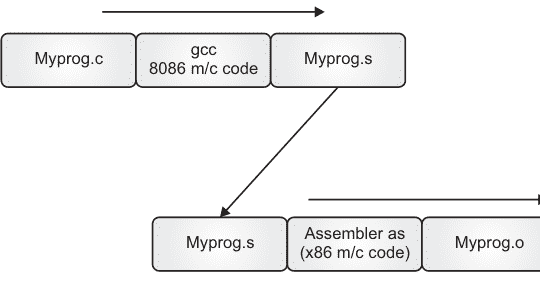 Myprog.c
gcc
8086 m/c code
Myprog.s
Myprog.s
Assembler as
(x86 m/c code)
Myprog.o